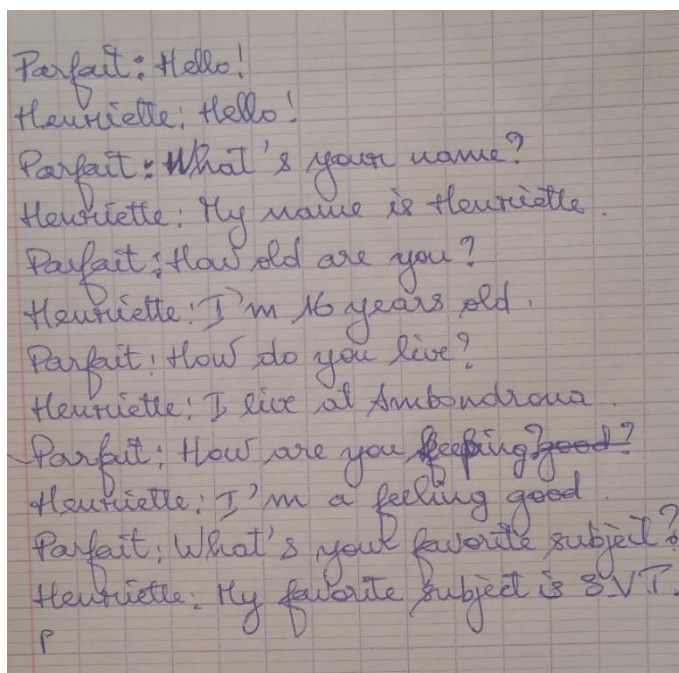 Parfait: Hello!
Henriette: Hello!
Parfait: What's your name?
Henriette: My name is Henriette.
Parfait: How old are you?
Henriette: I'm 16 years old.
Parfait: How do you live?
Henriette: I live at Ambondrona.
Parfait: How are you feeping? good?
Henriette: I'm a feeling good.
Parfait: What's your favorite subject?
Henriette: My favorite subject is SVT.
P